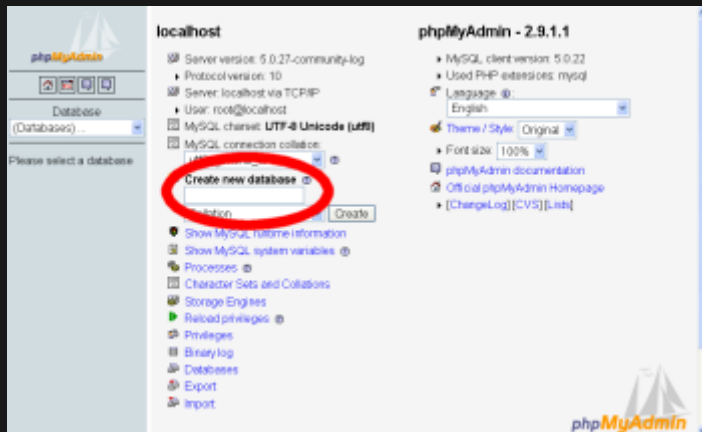 phpMyAdmin
Database
(Databases) ...
Please select a database
localhost
Server version: 5.0.27-community-log
Protocol version: 10
Server: localhost via TCP/IP
User: root@localhost
MySQL charset: UTF-8 Unicode (utf8)
MySQL connection collation:
Create new database
Create
Show MySQL runtime information
Show MySQL system variables
Processes
Character Sets and Collations
Storage Engines
Reload privileges
Privileges
Binary log
Databases
Export
Import
phpMyAdmin - 2.9.1.1
MySQL client version: 5.0.22
Used PHP extensions: mysql
Language :
English
Theme / Style: Original
Font size: 100%
phpMyAdmin documentation
Official phpMyAdmin Homepage
[ChangeLog] [CVS] [Lists]
phpMyAdmin